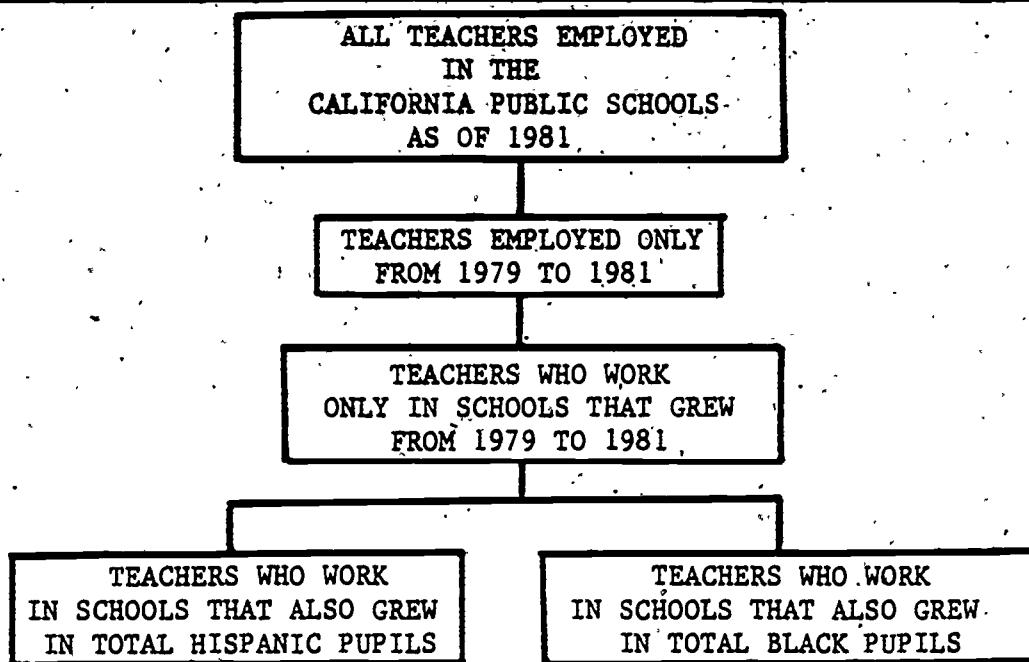 ALL TEACHERS EMPLOYED
IN THE
CALIFORNIA PUBLIC SCHOOLS
AS OF 1981
TEACHERS EMPLOYED ONLY
FROM 1979 TO 1981
TEACHERS WHO WORK
ONLY IN SCHOOLS THAT GREW
FROM 1979 TO 1981
TEACHERS WHO WORK
IN SCHOOLS THAT ALSO GREW
IN TOTAL HISPANIC PUPILS
TEACHERS WHO WORK
IN SCHOOLS THAT ALSO GREW
IN TOTAL BLACK PUPILS